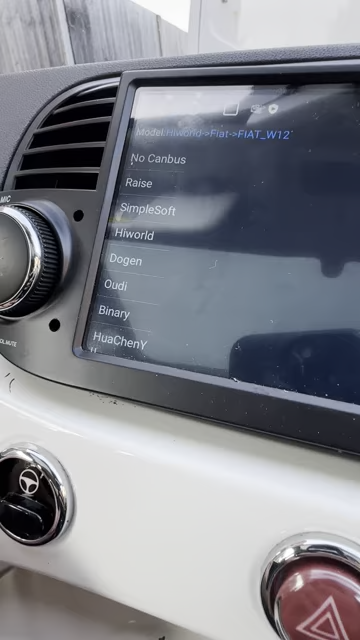 MIC
Model:Hiworld->Fiat->FIAT_W12
No Canbus
Raise
SimpleSoft
Hiworld
Dogen
Oudi
Binary
HuaChenY